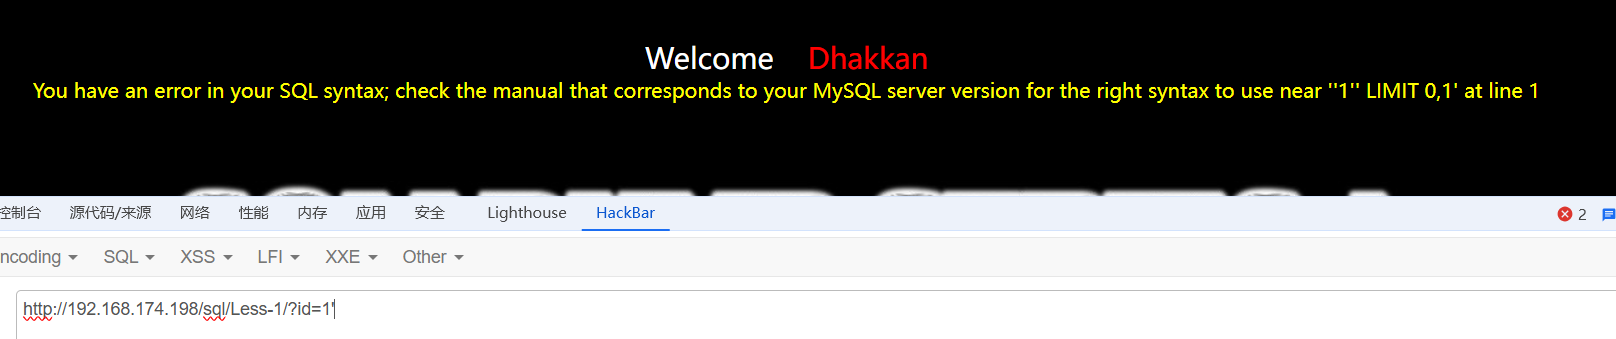 Welcome Dhakkan
You have an error in your SQL syntax; check the manual that corresponds to your MySQL server version for the right syntax to use near ''1'' LIMIT 0,1' at line 1
控制台 源代码/来源 网络 性能 内存 应用 安全 Lighthouse HackBar 2
ncoding SQL XSS LFI XXE Other
http://192.168.174.198/sql/Less-1/?id=1'